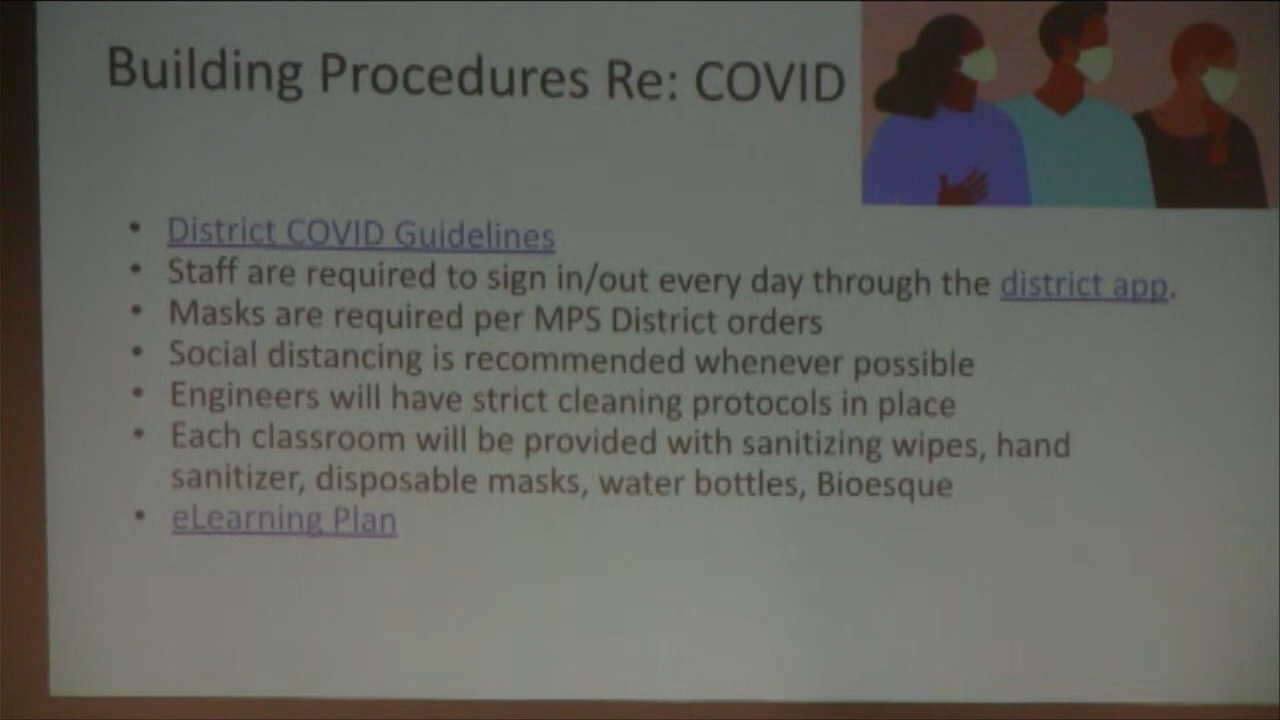 Building Procedures Re: COVID
• District COVID Guidelines
• Staff are required to sign in/out every day through the district app.
• Masks are required per MPS District orders
• Social distancing is recommended whenever possible
• Engineers will have strict cleaning protocols in place
• Each classroom will be provided with sanitizing wipes, hand
sanitizer, disposable masks, water bottles, Bioesque
• eLearning Plan